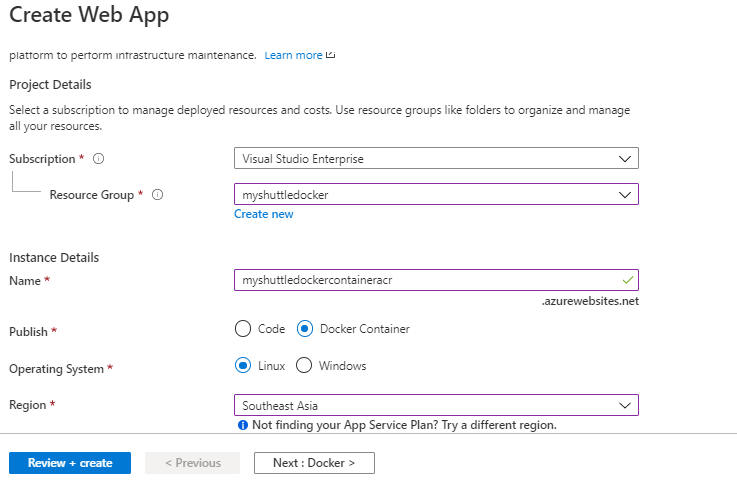 Create Web App
platform to perform infrastructure maintenance. Learn more
Project Details
Select a subscription to manage deployed resources and costs. Use resource groups like folders to organize and manage
all your resources.
Subscription * Visual Studio Enterprise
Resource Group * myshuttledocker
Create new
Instance Details
Name * myshuttledockercontaineracr
.azurewebsites.net
Publish * Code Docker Container
Operating System * Linux Windows
Region * Southeast Asia
Not finding your App Service Plan? Try a different region.
Review + create < Previous Next : Docker >